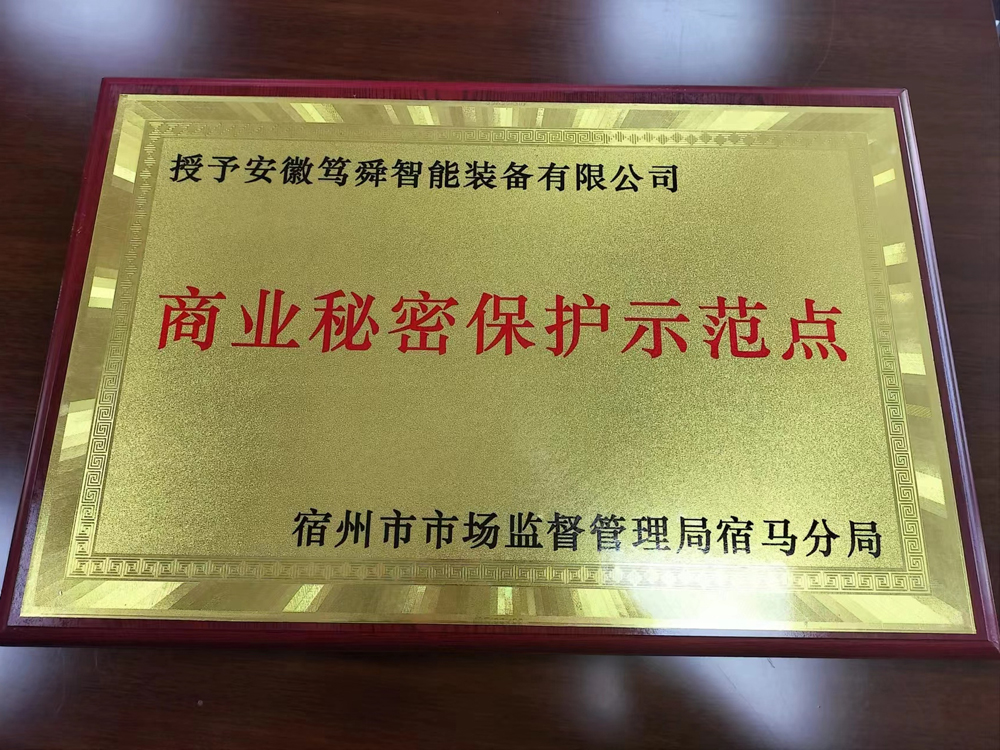 授予安徽笃舜智能装备有限公司
商业秘密保护示范点
宿州市市场监督管理局宿马分局